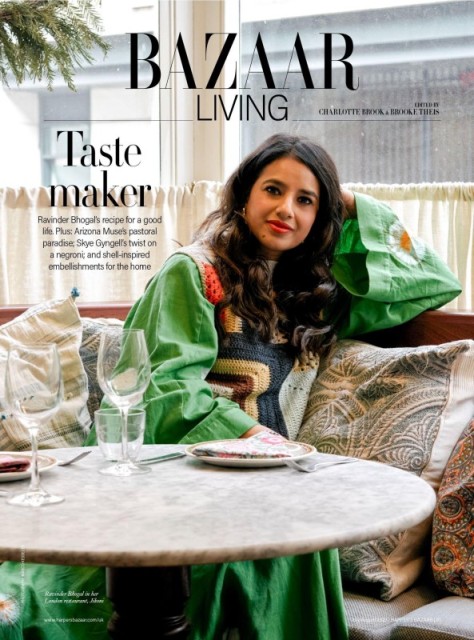 BAZAAR
LIVING
EDITED BY
CHARLOTTE BROOK & BROOKE THEIS
Taste
maker
Ravinder Bhogal's recipe for a good
life. Plus: Arizona Muse's pastoral
paradise; Skye Gyngell's twist on
a negroni; and shell-inspired
embellishments for the home
Ravinder Bhogal in her
London restaurant, Jikoni
www.harpersbazaar.com/uk